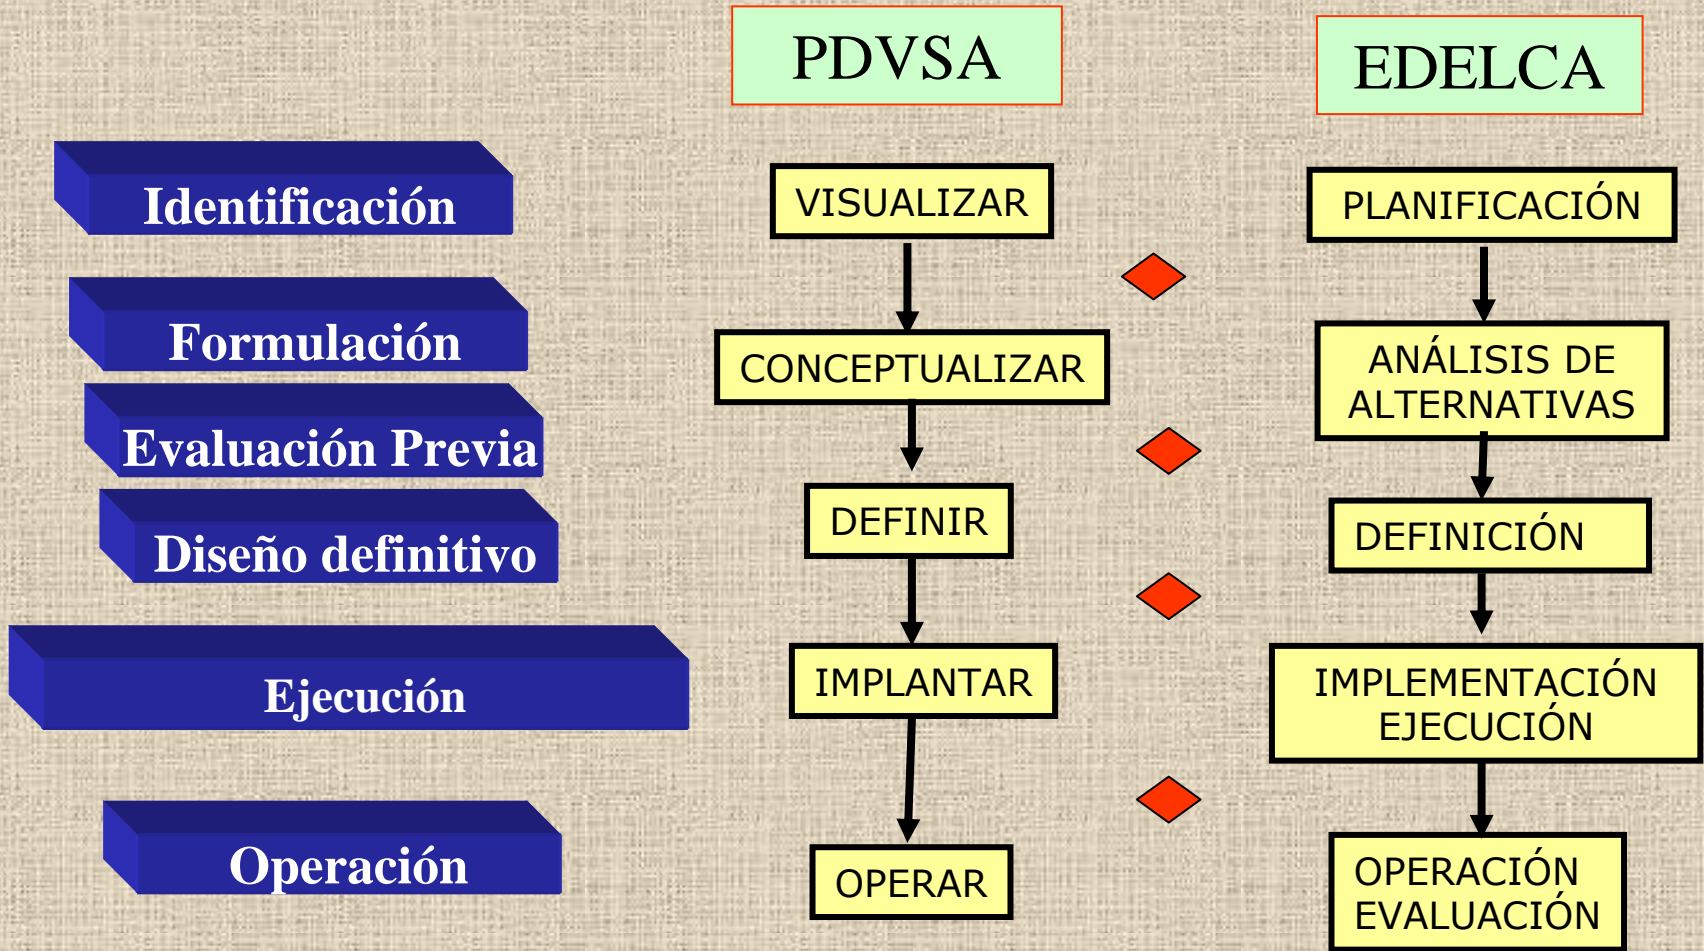 PDVSA
EDELCA
Identificación
VISUALIZAR
PLANIFICACIÓN
Formulación
CONCEPTUALIZAR
ANÁLISIS DE
ALTERNATIVAS
Evaluación Previa
Diseño definitivo
DEFINIR
DEFINICIÓN
Ejecución
IMPLANTAR
IMPLEMENTACIÓN
EJECUCIÓN
Operación
OPERAR
OPERACIÓN
EVALUACIÓN